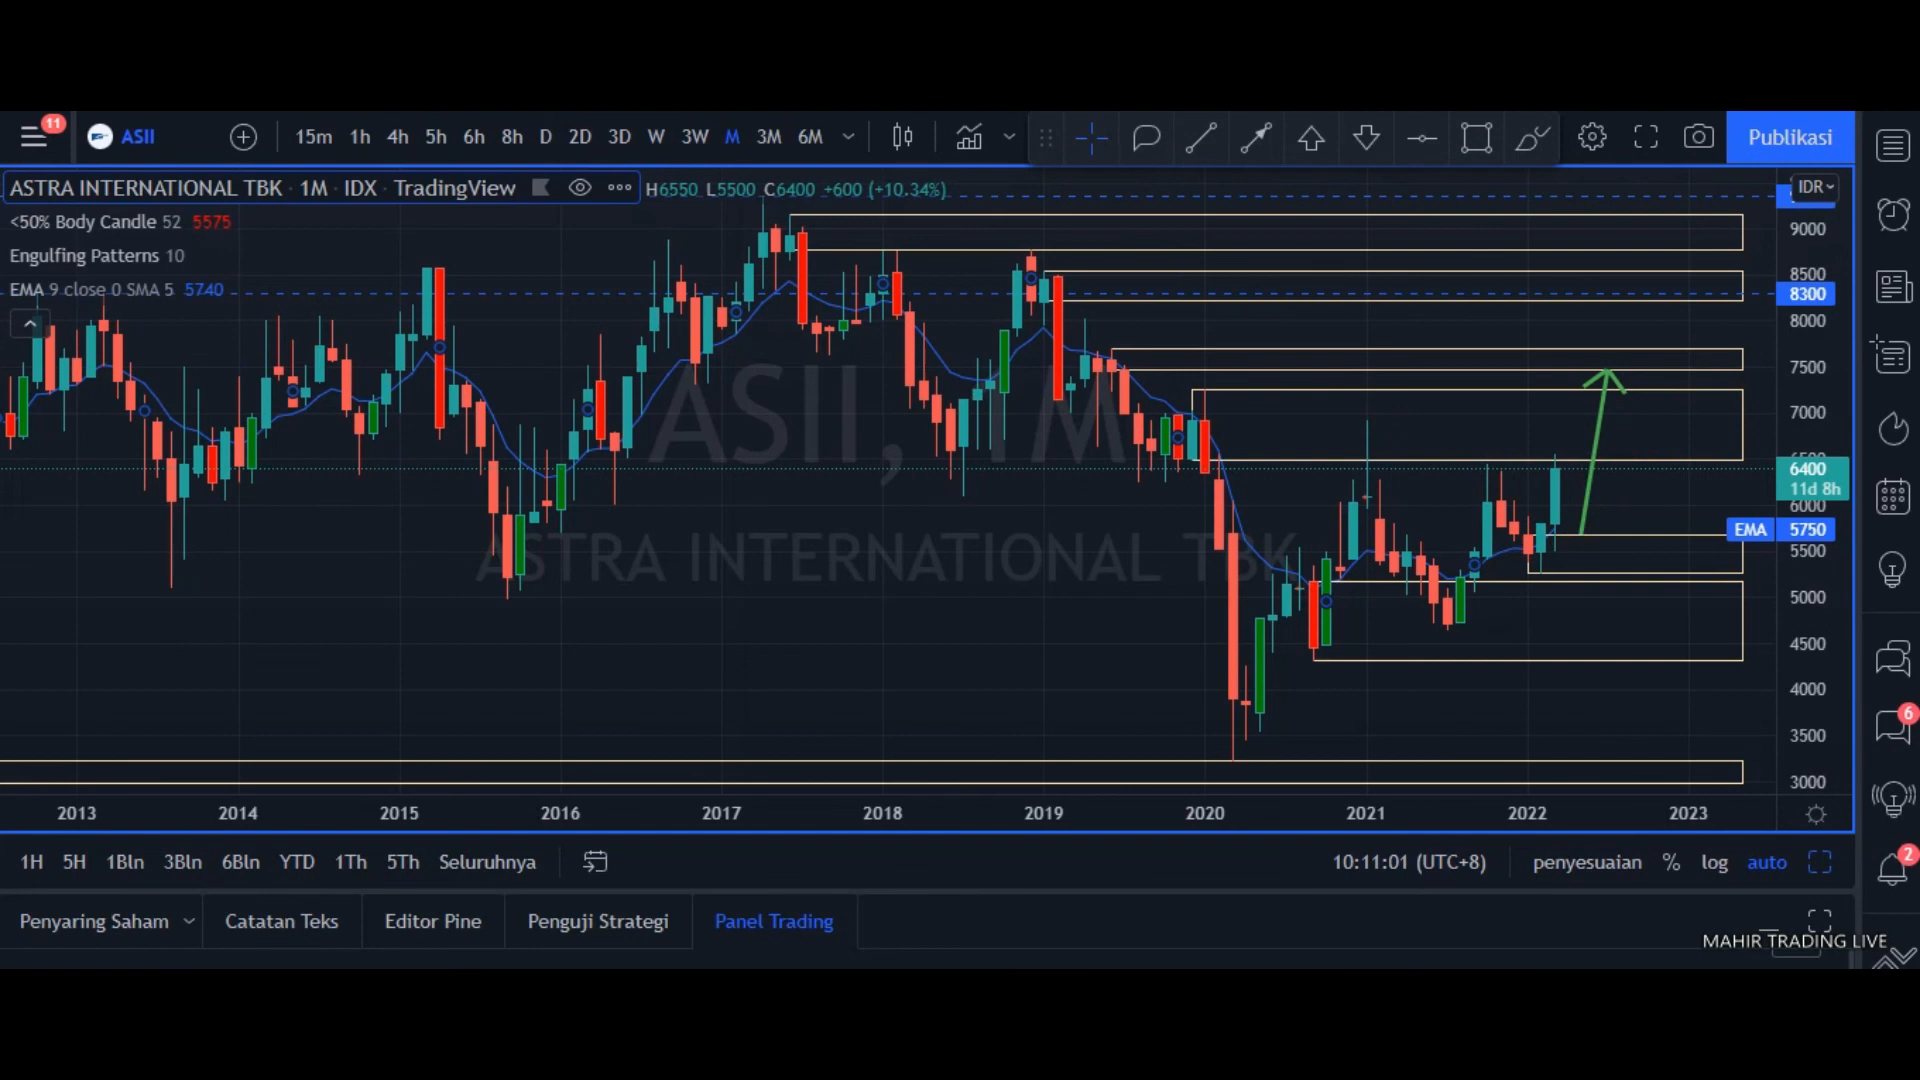 11
ASII
15m 1h 4h 5h 6h 8h D 2D 3D W 3W M 3M 6M
Publikasi
ASTRA INTERNATIONAL TBK · 1M · IDX · TradingView
H6550 L5500 C6400 +600 (+10.34%)
IDR
<50% Body Candle 52 5575
Engulfing Patterns 10
EMA 9 close 0 SMA 5 5740
9000
8500
8300
8000
7500
7000
6400
11d 8h
6000
EMA 5750
5500
5000
4500
4000
3500
3000
ASII, 1M
ASTRA INTERNATIONAL TBK
2013 2014 2015 2016 2017 2018 2019 2020 2021 2022 2023
6
2
1H 5H 1Bln 3Bln 6Bln YTD 1Th 5Th Seluruhnya
10:11:01 (UTC+8)
penyesuaian % log auto
Penyaring Saham Catatan Teks Editor Pine Penguji Strategi Panel Trading
MAHIR TRADING LIVE